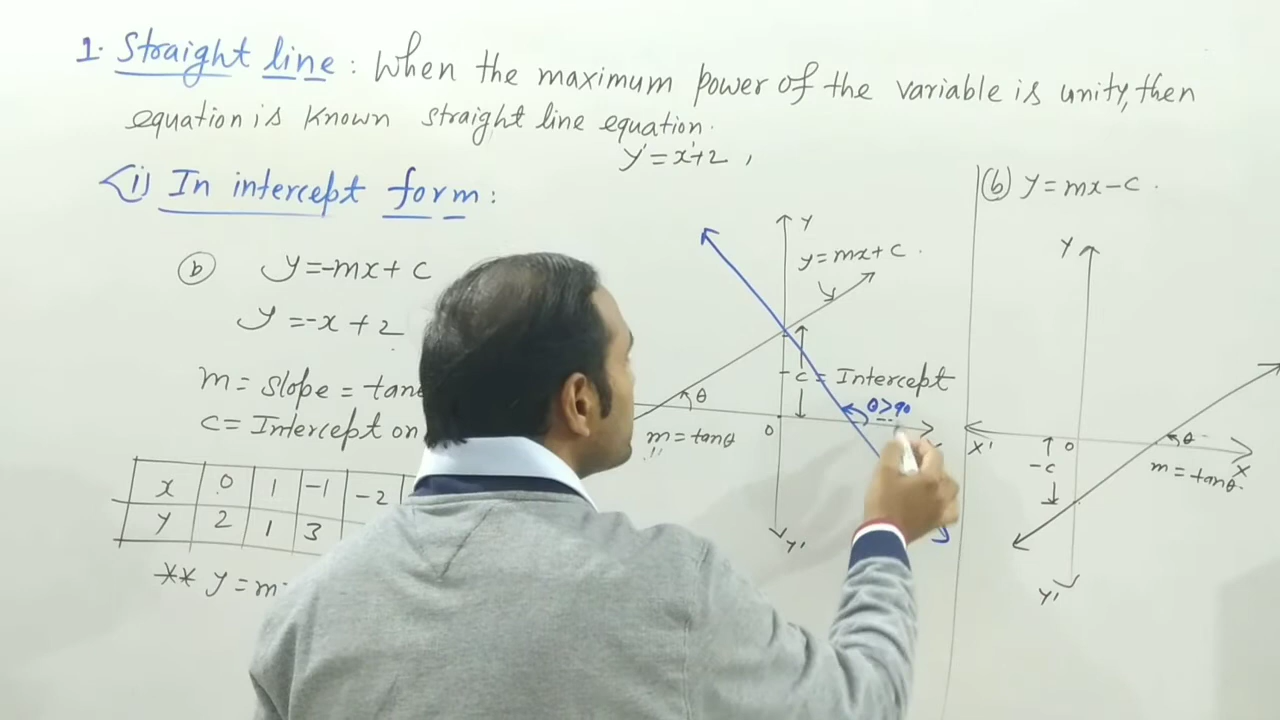 1. Straight line : When the maximum power of the variable is unity, then
equation is known straight line equation.
y' = x' + 2 ,
(i) In intercept form :
(b) y = -mx + c
y = -x + 2
m = slope = tanθ
c = Intercept on
x 0 1 -1 -2
y 2 1 3
** y = m
Y
y = mx + c .
θ
c = Intercept
θ > 90
m = tanθ
0
Y'
(b) y = mx - c .
Y
X'
0
-c
θ
X
m = tanθ
Y'